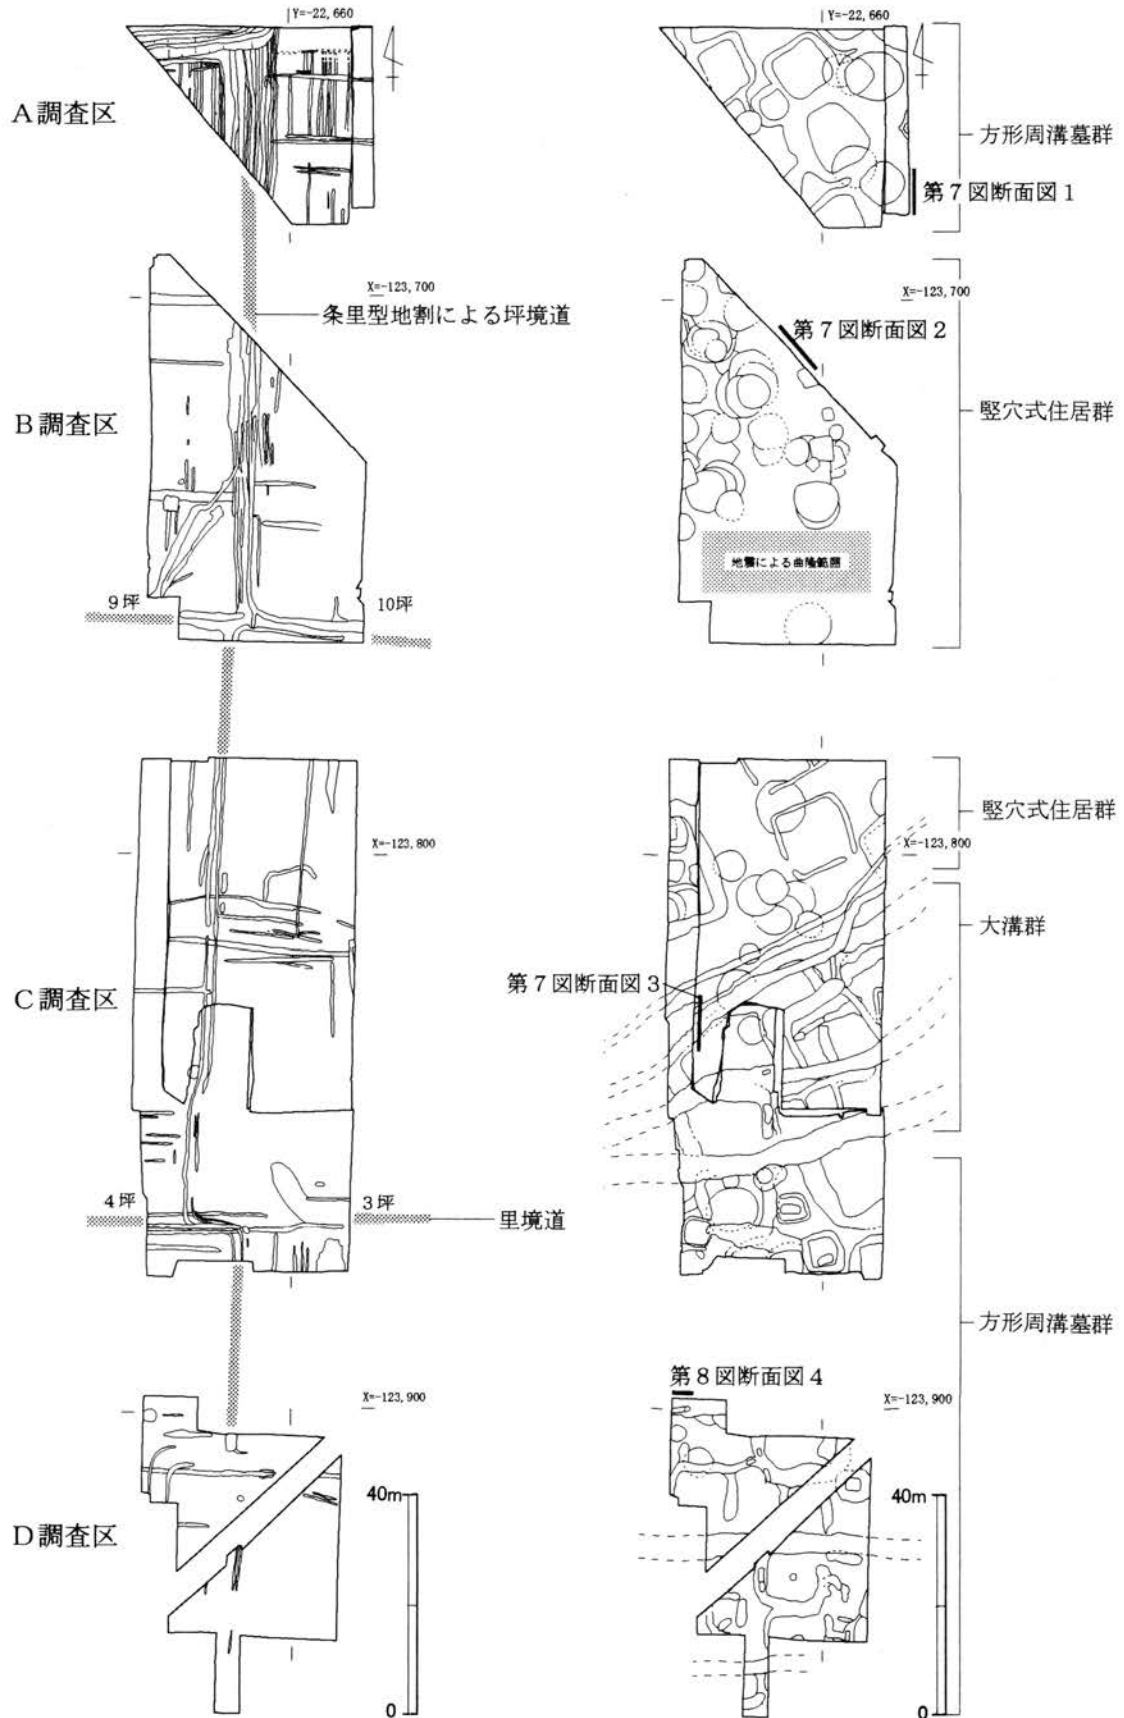 Y=-22,660
A調査区
X=-123,700
条里型地割による坪境道
B調査区
9坪
10坪
X=-123,800
C調査区
4坪
3坪
里境道
X=-123,900
D調査区
40m
0
Y=-22,660
方形周溝墓群
第7図断面図1
X=-123,700
第7図断面図2
竪穴式住居群
地震による曲隆範囲
竪穴式住居群
X=-123,800
大溝群
第7図断面図3
方形周溝墓群
第8図断面図4
X=-123,900
40m
0